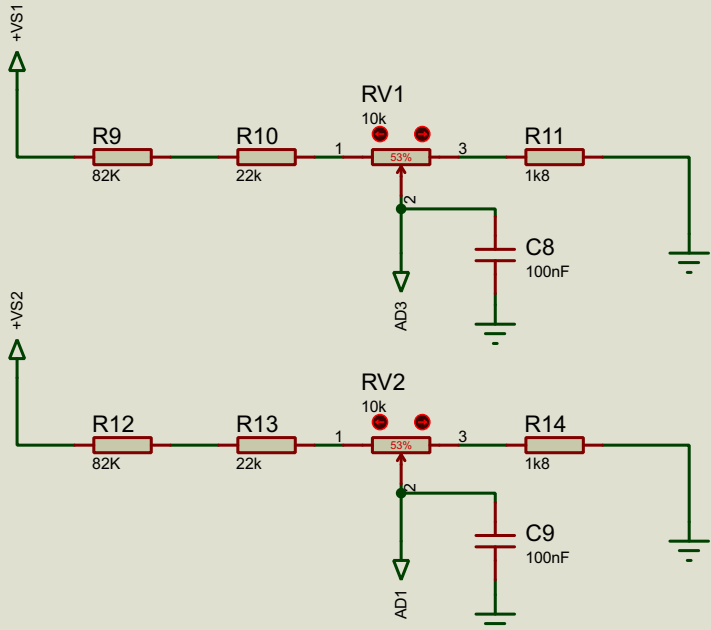 +VS1
RV1
10k
R9
R10
R11
1
53%
3
82K
22k
1k8
2
C8
100nF
AD3
+VS2
RV2
10k
R12
R13
R14
1
53%
3
82K
22k
1k8
2
C9
100nF
AD1